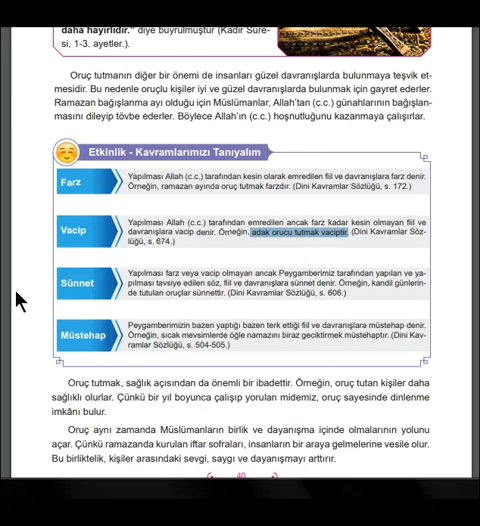 daha hayırlıdır.” diye buyrulmuştur (Kadir Sure-
si, 1-3. ayetler.).
Oruç tutmanın diğer bir önemi de insanları güzel davranışlarda bulunmaya teşvik et-
mesidir. Bu nedenle oruçlu kişiler iyi ve güzel davranışlarda bulunmak için gayret ederler.
Ramazan bağışlanma ayı olduğu için Müslümanlar, Allah’tan (c.c.) günahlarının bağışlan-
masını dileyip tövbe ederler. Böylece Allah’ın (c.c.) hoşnutluğunu kazanmaya çalışırlar.
Etkinlik - Kavramlarımızı Tanıyalım
Farz
Yapılması Allah (c.c.) tarafından kesin olarak emredilen fiil ve davranışlara farz denir.
Örneğin, ramazan ayında oruç tutmak farzdır. (Dini Kavramlar Sözlüğü, s. 172.)
Vacip
Yapılması Allah (c.c.) tarafından emredilen ancak farz kadar kesin olmayan fiil ve
davranışlara vacip denir. Örneğin, adak orucu tutmak vaciptir. (Dini Kavramlar Söz-
lüğü, s. 674.)
Sünnet
Yapılması farz veya vacip olmayan ancak Peygamberimiz tarafından yapılan ve ya-
pılması tavsiye edilen söz, fiil ve davranışlara sünnet denir. Örneğin, kandil günlerin-
de tutulan oruçlar sünnettir. (Dini Kavramlar Sözlüğü, s. 606.)
Müstehap
Peygamberimizin bazen yaptığı bazen terk ettiği fiil ve davranışlara müstehap denir.
Örneğin, sıcak mevsimlerde öğle namazını biraz geciktirmek müstehaptır. (Dini Kav-
ramlar Sözlüğü, s. 504-505.)
Oruç tutmak, sağlık açısından da önemli bir ibadettir. Örneğin, oruç tutan kişiler daha
sağlıklı olurlar. Çünkü bir yıl boyunca çalışıp yorulan midemiz, oruç sayesinde dinlenme
imkânı bulur.
Oruç aynı zamanda Müslümanların birlik ve dayanışma içinde olmalarının yolunu
açar. Çünkü ramazanda kurulan iftar sofraları, insanların bir araya gelmelerine vesile olur.
Bu birliktelik, kişiler arasındaki sevgi, saygı ve dayanışmayı arttırır.
40